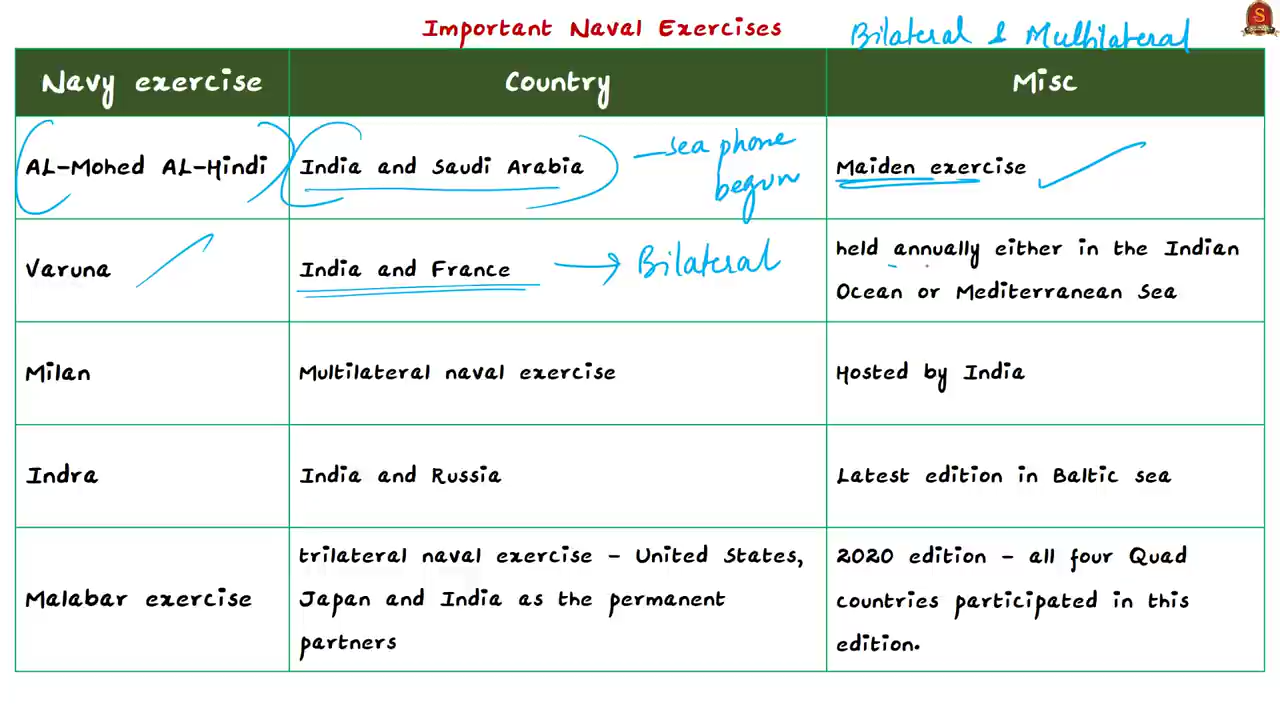 Important Naval Exercises
Bilateral & Multilateral
Navy exercise
Country
Misc
AL-Mohed AL-Hindi
India and Saudi Arabia
sea phone
begun
Maiden exercise
Varuna
India and France
Bilateral
held annually either in the Indian
Ocean or Mediterranean Sea
Milan
Multilateral naval exercise
Hosted by India
Indra
India and Russia
Latest edition in Baltic sea
Malabar exercise
trilateral naval exercise - United States,
Japan and India as the permanent
partners
2020 edition - all four Quad
countries participated in this
edition.